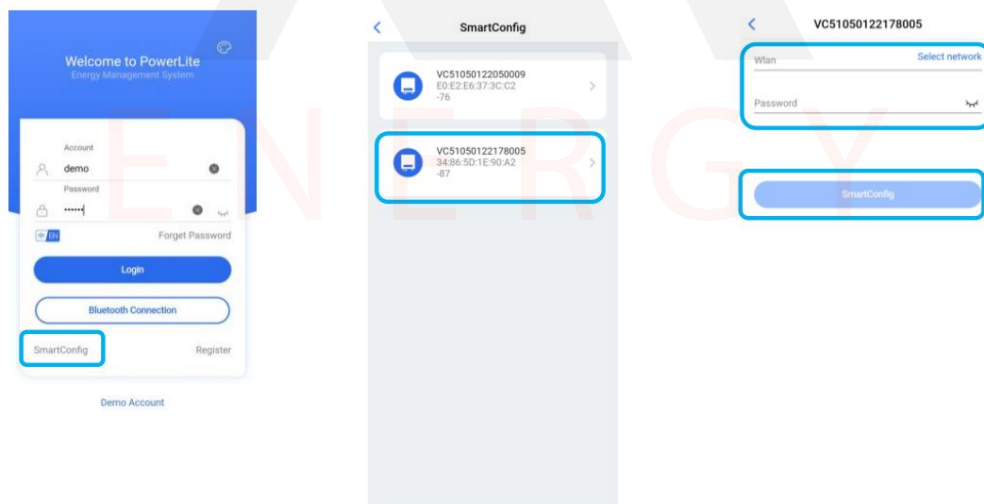 Welcome to PowerLite
Energy Management System
Account
demo
Password
••••••
中/EN
Forget Password
Login
Bluetooth Connection
SmartConfig
Register
Demo Account
SmartConfig
VC51050122050009
E0:E2:E6:37:3C:C2
-76
VC51050122178005
34:86:5D:1E:90:A2
-87
VC51050122178005
Wlan
Select network
Password
SmartConfig
ENERGY